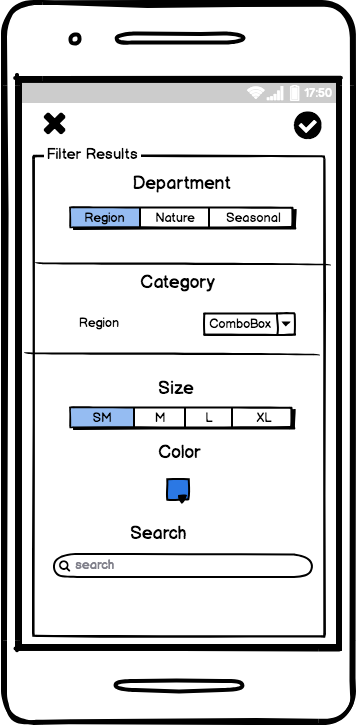 17:50
Filter Results
Department
Region Nature Seasonal
Category
Region ComboBox
Size
SM M L XL
Color
Search
search